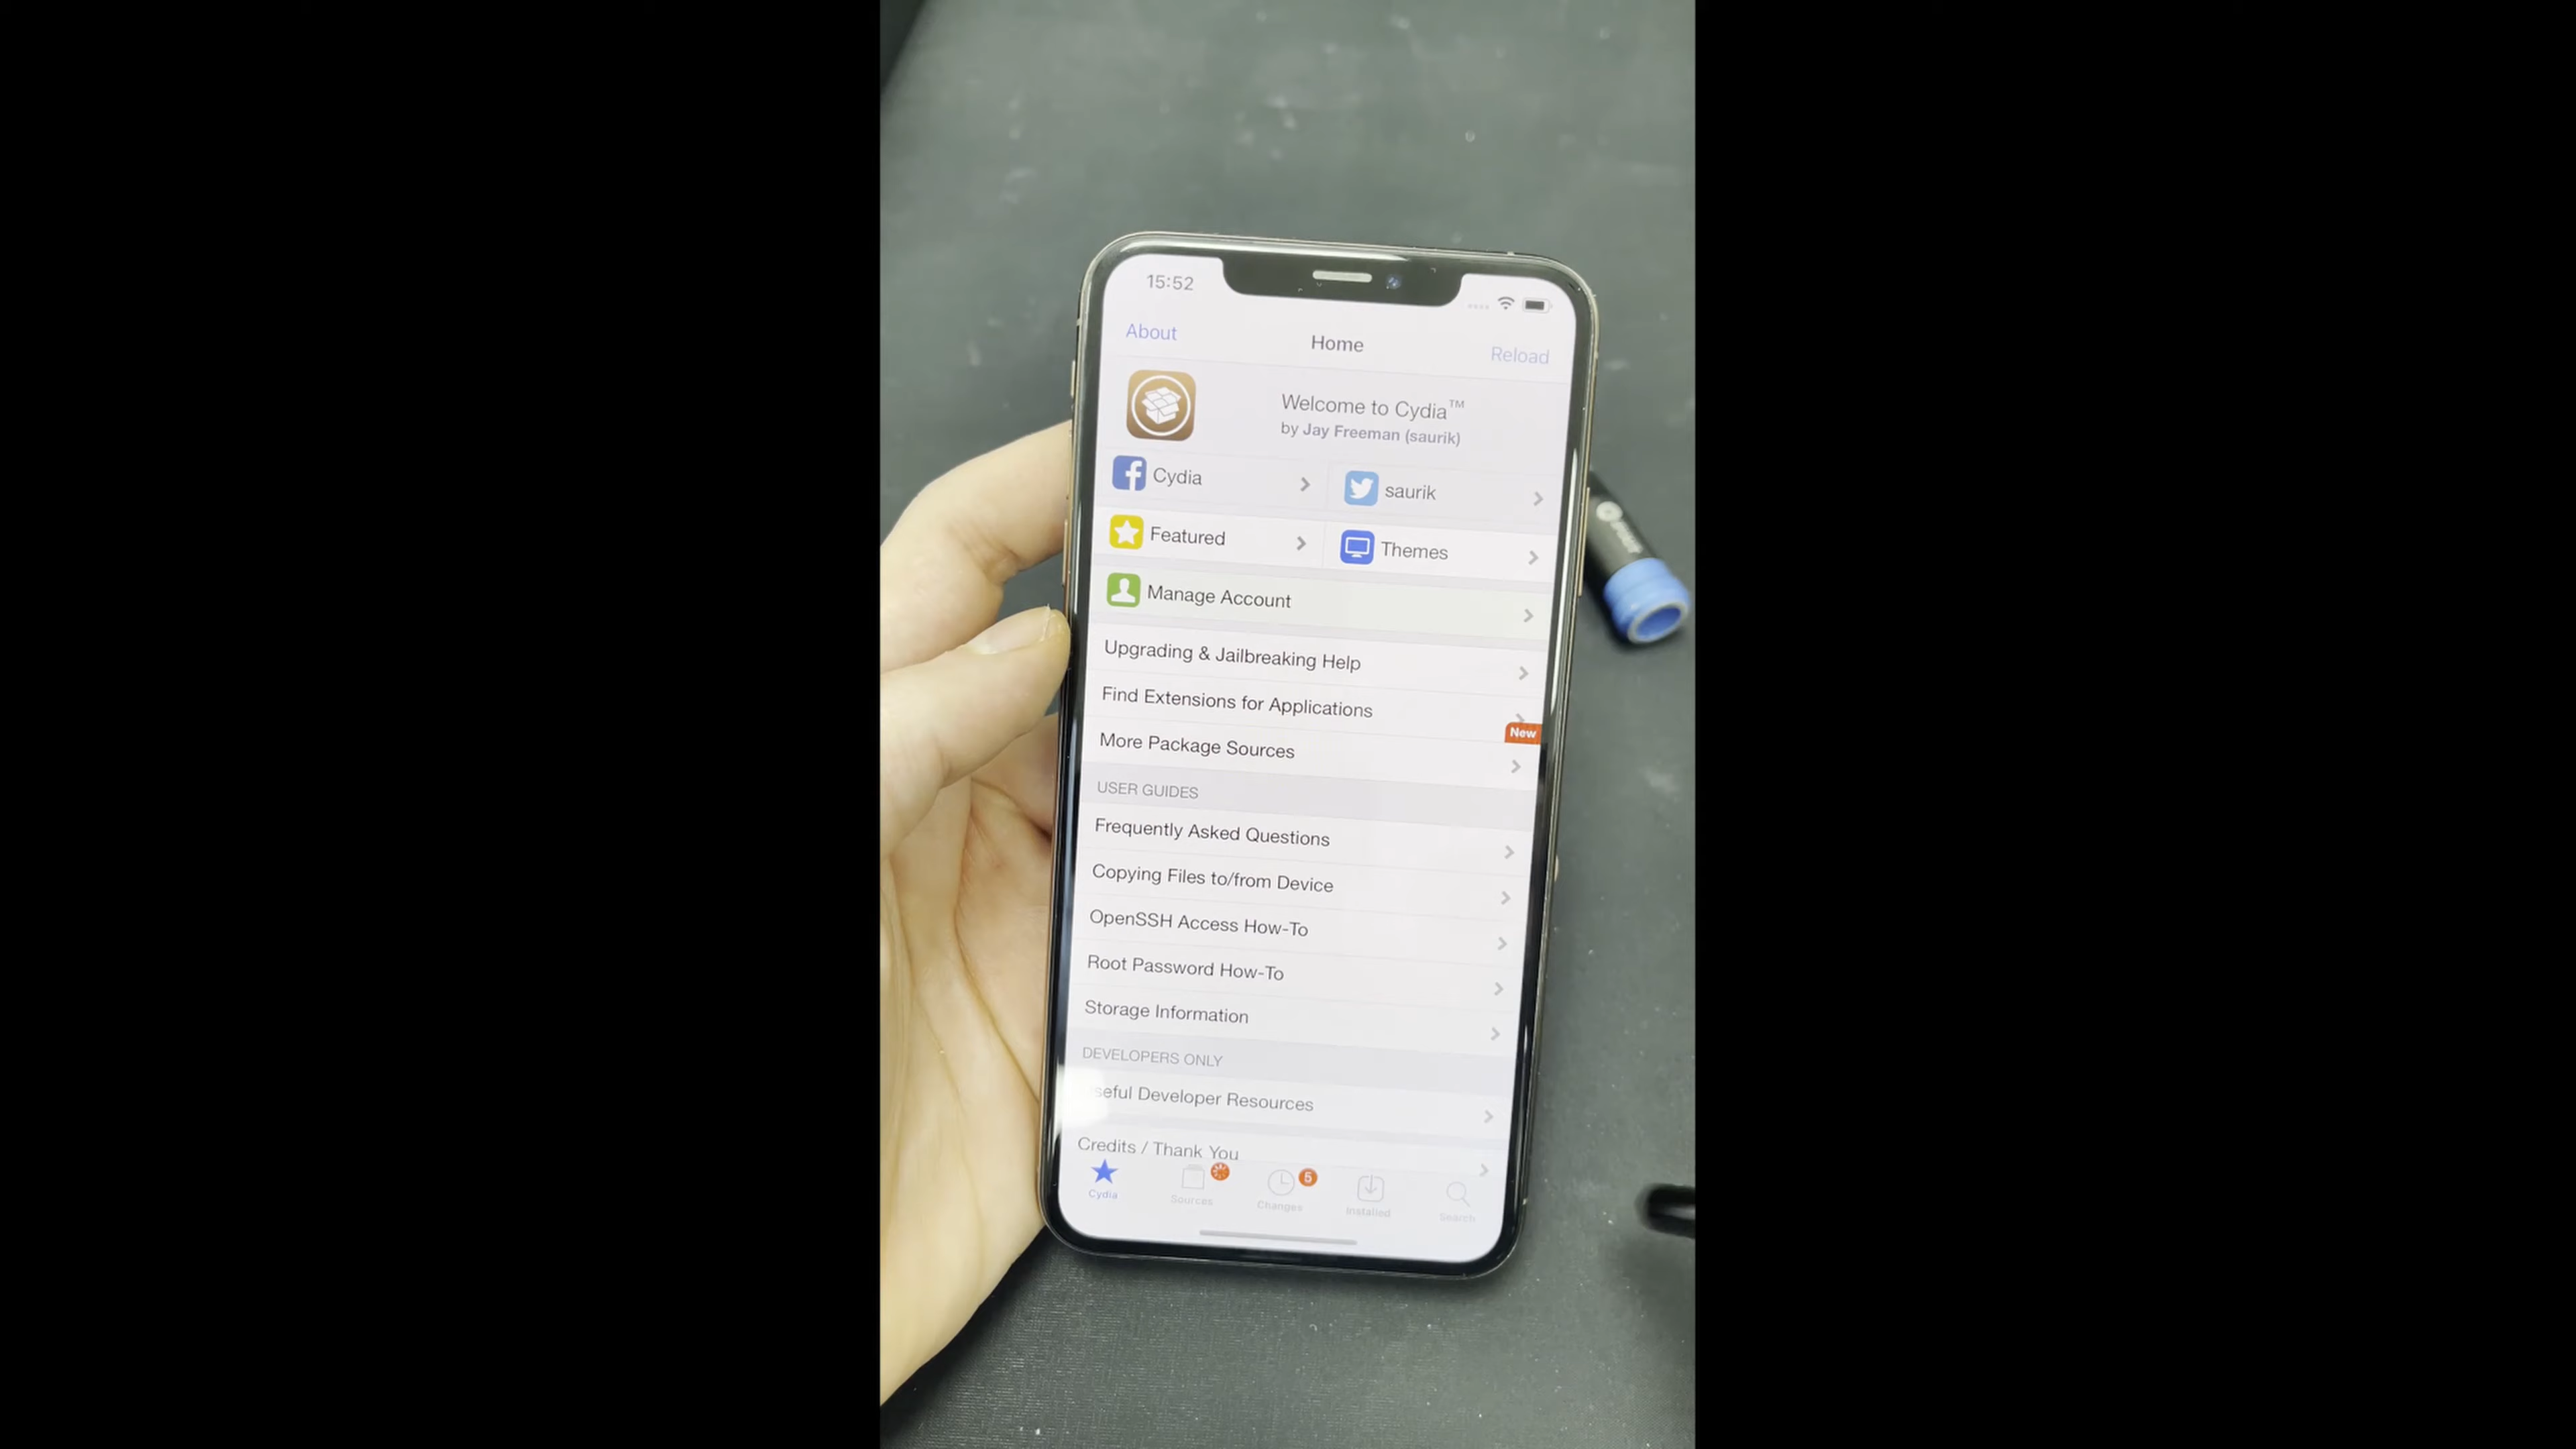 15:52
About
Home
Reload
Welcome to Cydia™
by Jay Freeman (saurik)
Cydia
saurik
Featured
Themes
Manage Account
Upgrading & Jailbreaking Help
Find Extensions for Applications
New
More Package Sources
USER GUIDES
Frequently Asked Questions
Copying Files to/from Device
OpenSSH Access How-To
Root Password How-To
Storage Information
DEVELOPERS ONLY
seful Developer Resources
Credits / Thank You
5
Cydia
Sources
Changes
Installed
Search